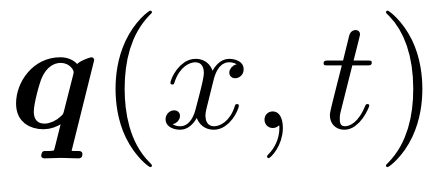 q(x, t)